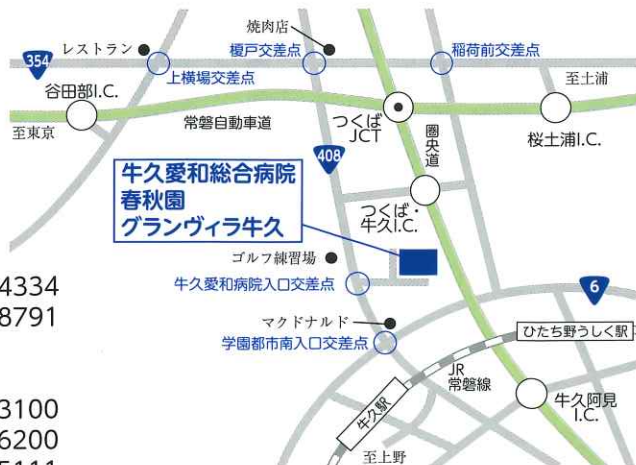 焼肉店
レストラン
榎戸交差点
稲荷前交差点
354
上横場交差点
至土浦
谷田部I.C.
至東京
常磐自動車道
つくば
JCT
圏央道
桜土浦I.C.
408
牛久愛和総合病院
春秋園
グランヴィラ牛久
つくば・
牛久I.C.
ゴルフ練習場
牛久愛和病院入口交差点
6
4334
8791
マクドナルド
学園都市南入口交差点
ひたち野うしく駅
JR
常磐線
牛久駅
牛久阿見
I.C.
至上野
3100
6200
5111